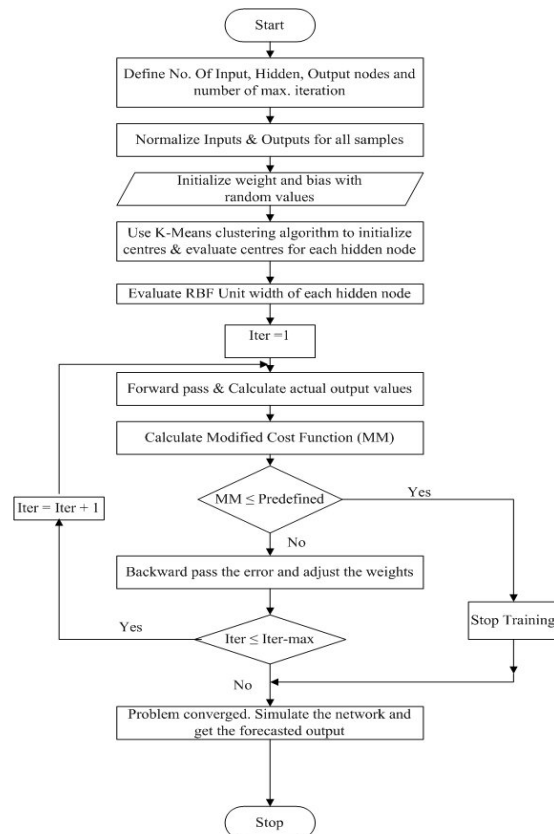 Start
Define No. Of Input, Hidden, Output nodes and
number of max. iteration
Normalize Inputs & Outputs for all samples
Initialize weight and bias with
random values
Use K-Means clustering algorithm to initialize
centres & evaluate centres for each hidden node
Evaluate RBF Unit width of each hidden node
Iter =1
Forward pass & Calculate actual output values
Calculate Modified Cost Function (MM)
MM ≤ Predefined
Yes
Iter = Iter + 1
No
Backward pass the error and adjust the weights
Stop Training
Yes
Iter ≤ Iter-max
No
Problem converged. Simulate the network and
get the forecasted output
Stop